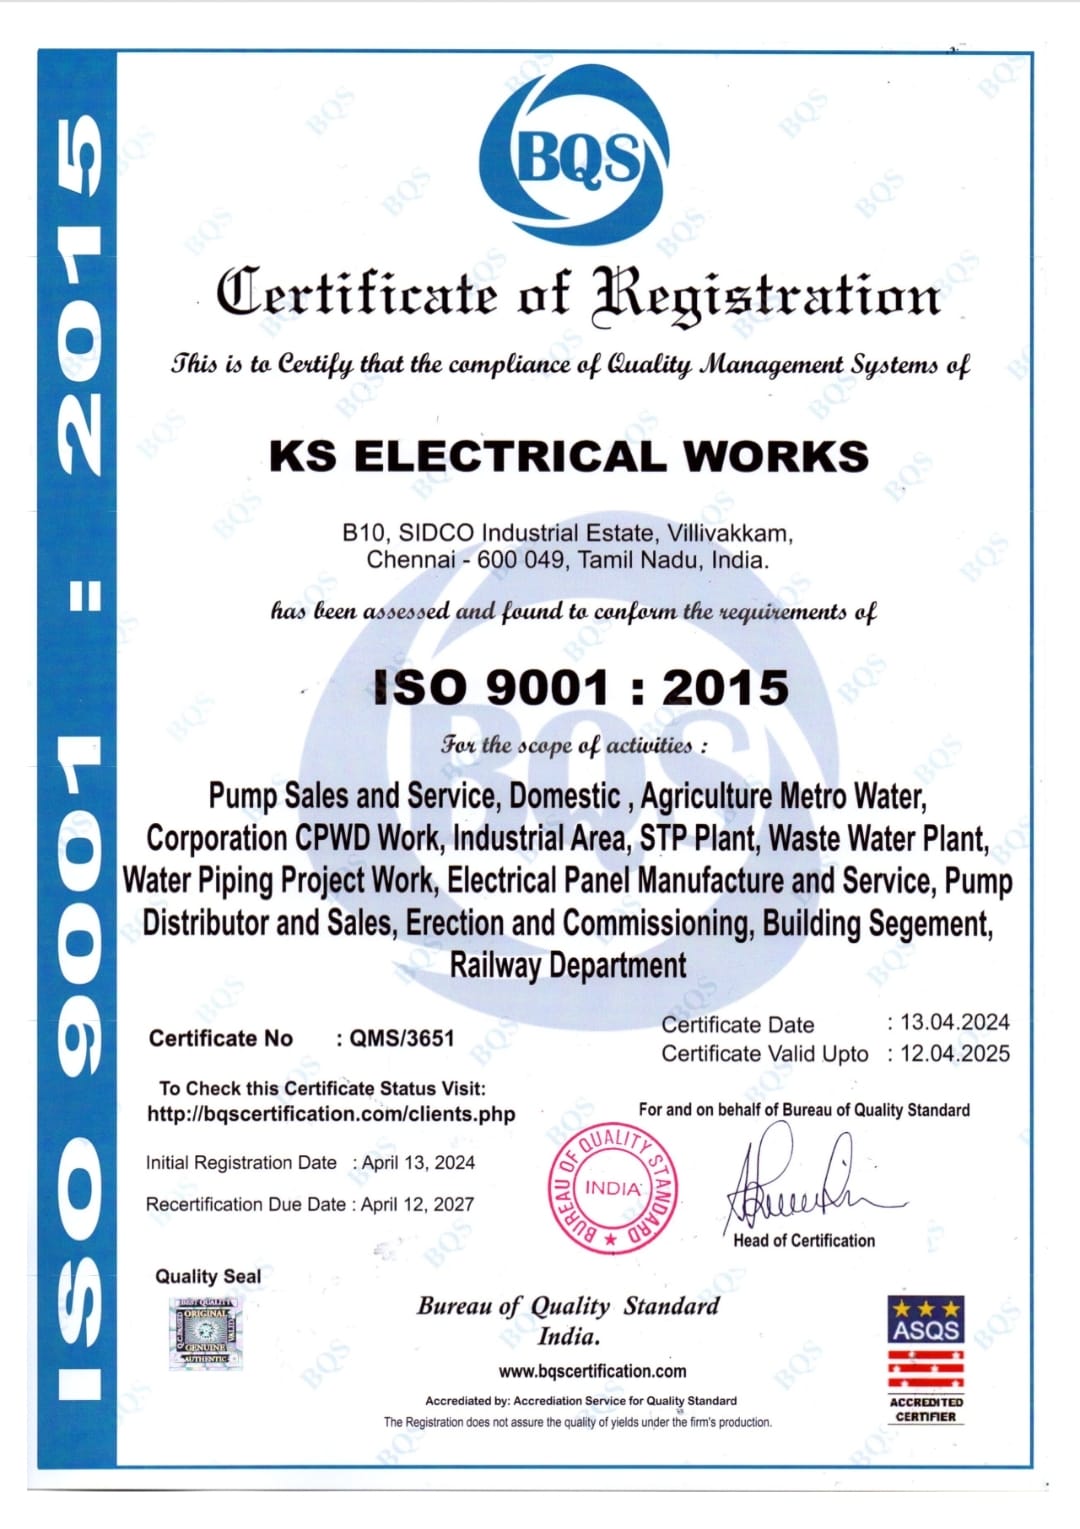 ISO 9001 : 2015
BQS
Certificate of Registration
This is to Certify that the compliance of Quality Management Systems of
KS ELECTRICAL WORKS
B10, SIDCO Industrial Estate, Villivakkam,
Chennai - 600 049, Tamil Nadu, India.
has been assessed and found to conform the requirements of
ISO 9001 : 2015
For the scope of activities :
Pump Sales and Service, Domestic , Agriculture Metro Water,
Corporation CPWD Work, Industrial Area, STP Plant, Waste Water Plant,
Water Piping Project Work, Electrical Panel Manufacture and Service, Pump
Distributor and Sales, Erection and Commissioning, Building Segement,
Railway Department
Certificate No : QMS/3651
Certificate Date : 13.04.2024
Certificate Valid Upto : 12.04.2025
To Check this Certificate Status Visit:
http://bqscertification.com/clients.php
For and on behalf of Bureau of Quality Standard
Initial Registration Date : April 13, 2024
Recertification Due Date : April 12, 2027
BUREAU OF QUALITY STANDARD
INDIA
Head of Certification
Quality Seal
BEST QUALITY
ORIGINAL
GENUINE
AUTHENTIC
Bureau of Quality Standard
India.
www.bqscertification.com
Accrediated by: Accrediation Service for Quality Standard
The Registration does not assure the quality of yields under the firm's production.
ASQS
ACCREDITED
CERTIFIER